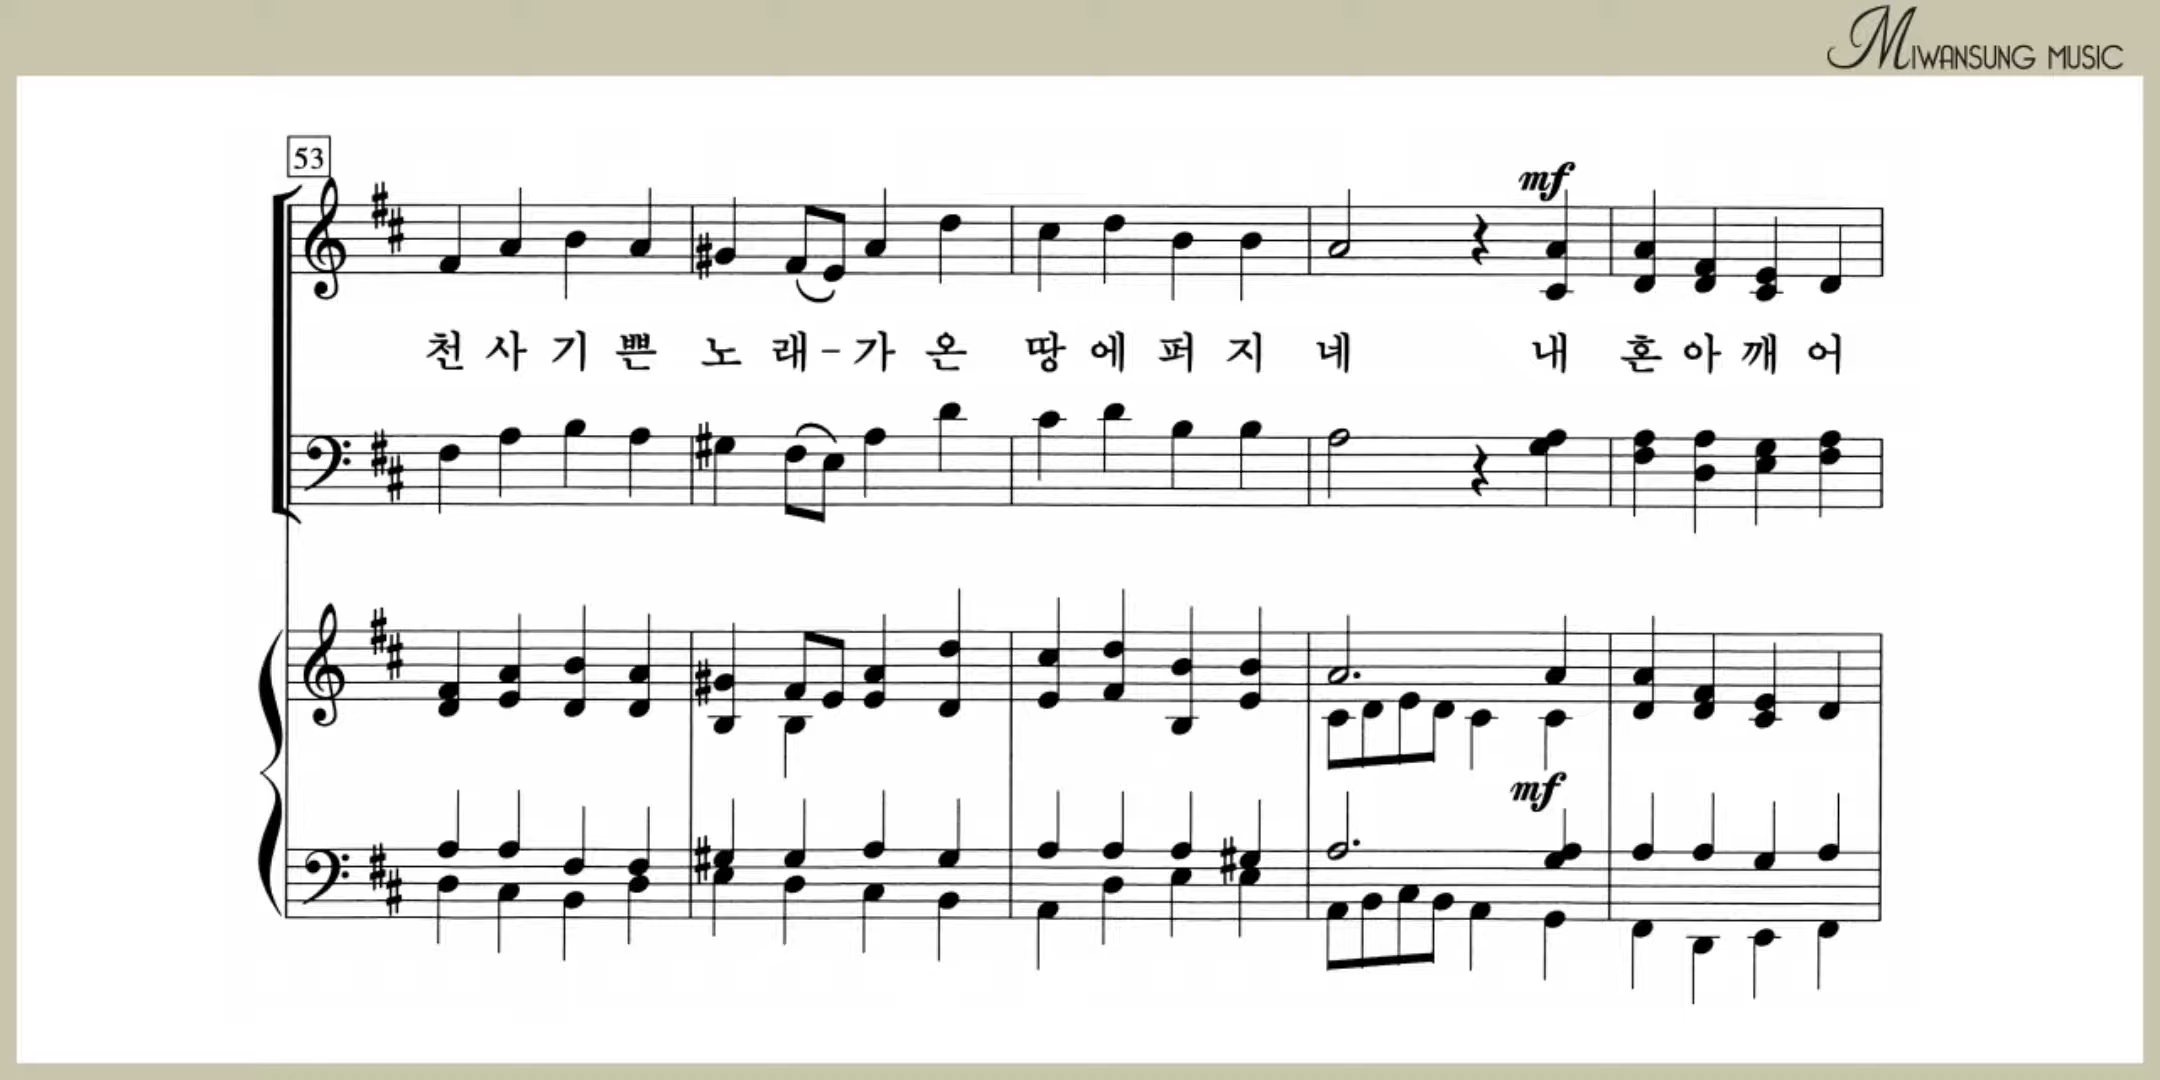 MIWANSUNG MUSIC
53
mf
천 사 기 쁜 노 래 - 가 온 땅 에 퍼 지 네 내 혼 아 깨 어
mf